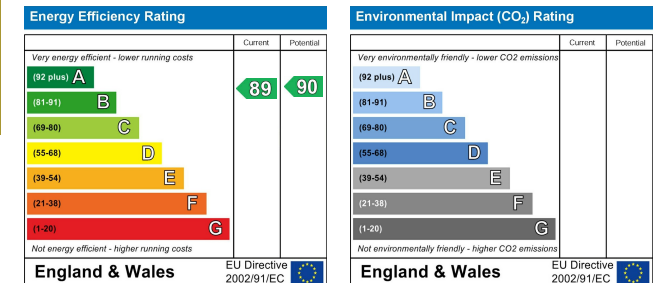 Energy Efficiency Rating
Current Potential
Very energy efficient - lower running costs
(92 plus) A
(81-91) B
(69-80) C
(55-68) D
(39-54) E
(21-38) F
(1-20) G
89 90
Not energy efficient - higher running costs
England & Wales
EU Directive
2002/91/EC
Environmental Impact (CO₂) Rating
Current Potential
Very environmentally friendly - lower CO2 emissions
(92 plus) A
(81-91) B
(69-80) C
(55-68) D
(39-54) E
(21-38) F
(1-20) G
Not environmentally friendly - higher CO2 emissions
England & Wales
EU Directive
2002/91/EC